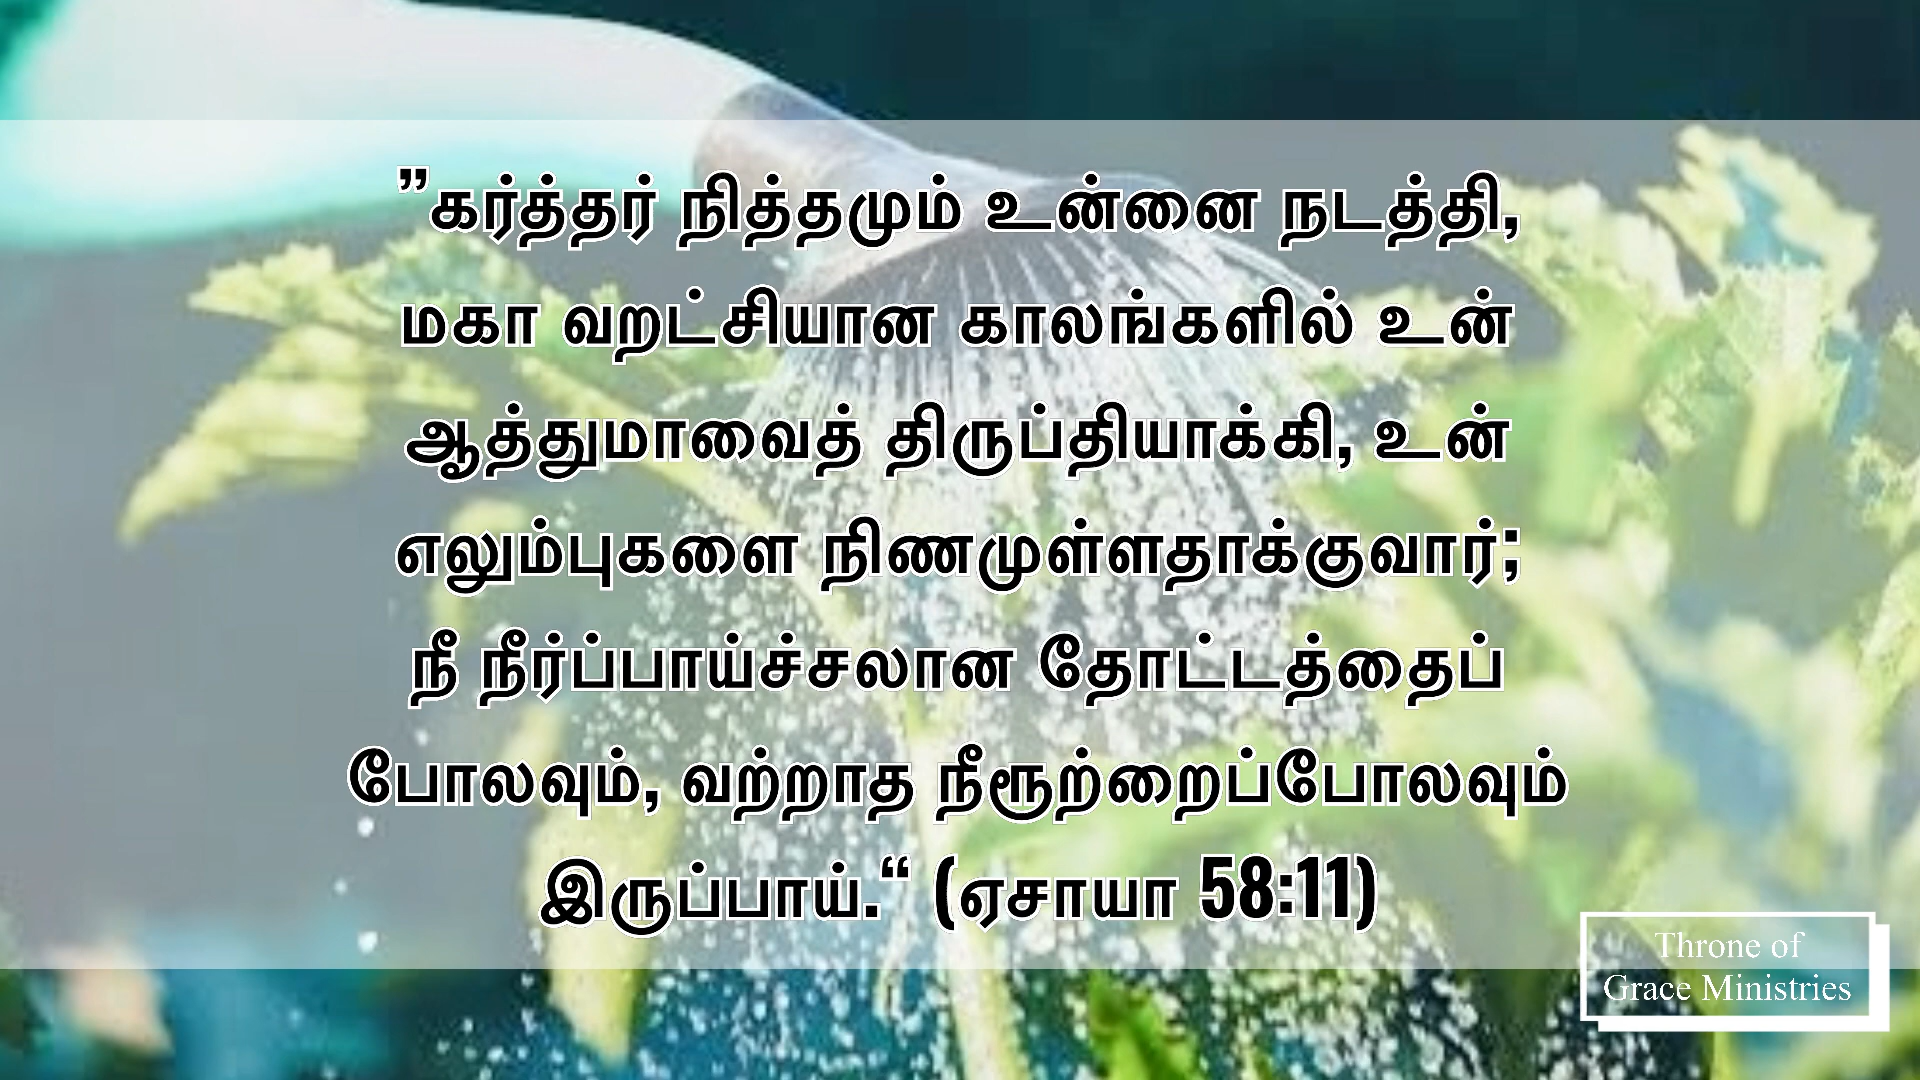 ”கர்த்தர் நித்தமும் உன்னை நடத்தி,
மகா வறட்சியான காலங்களில் உன்
ஆத்துமாவைத் திருப்தியாக்கி, உன்
எலும்புகளை நிணமுள்ளதாக்குவார்;
நீ நீர்ப்பாய்ச்சலான தோட்டத்தைப்
போலவும், வற்றாத நீரூற்றைப்போலவும்
இருப்பாய்.“ (ஏசாயா 58:11)
Throne of
Grace Ministries